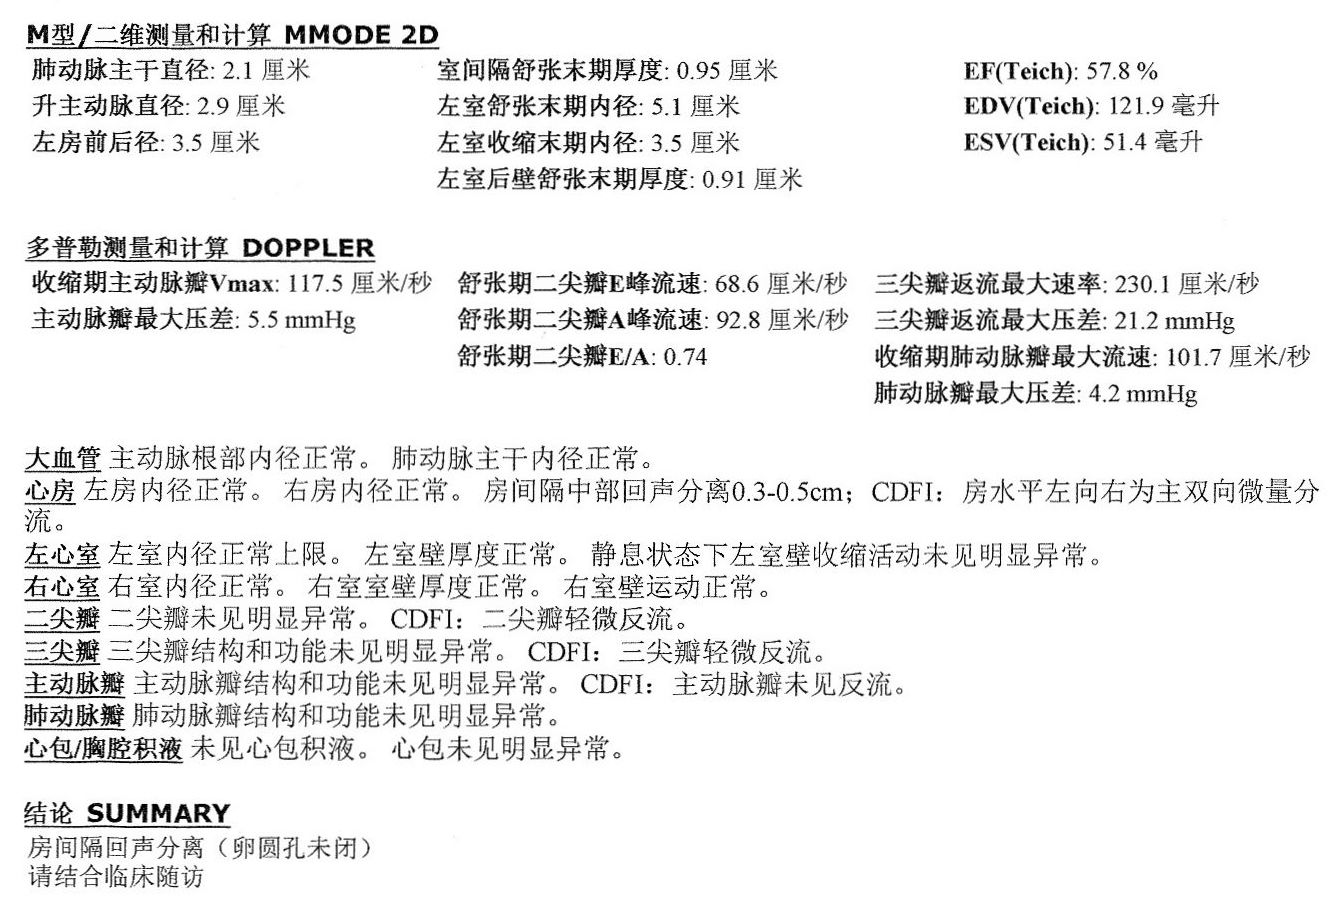 M型/二维测量和计算 MMODE 2D
肺动脉主干直径: 2.1 厘米 室间隔舒张末期厚度: 0.95 厘米 EF(Teich): 57.8 %
升主动脉直径: 2.9 厘米 左室舒张末期内径: 5.1 厘米 EDV(Teich): 121.9 毫升
左房前后径: 3.5 厘米 左室收缩末期内径: 3.5 厘米 ESV(Teich): 51.4 毫升
左室后壁舒张末期厚度: 0.91 厘米
多普勒测量和计算 DOPPLER
收缩期主动脉瓣Vmax: 117.5 厘米/秒 舒张期二尖瓣E峰流速: 68.6 厘米/秒 三尖瓣返流最大速率: 230.1 厘米/秒
主动脉瓣最大压差: 5.5 mmHg 舒张期二尖瓣A峰流速: 92.8 厘米/秒 三尖瓣返流最大压差: 21.2 mmHg
舒张期二尖瓣E/A: 0.74 收缩期肺动脉瓣最大流速: 101.7 厘米/秒
肺动脉瓣最大压差: 4.2 mmHg
大血管 主动脉根部内径正常。 肺动脉主干内径正常。
心房 左房内径正常。 右房内径正常。 房间隔中部回声分离0.3-0.5cm；CDFI：房水平左向右为主双向微量分
流。
左心室 左室内径正常上限。 左室壁厚度正常。 静息状态下左室壁收缩活动未见明显异常。
右心室 右室内径正常。 右室室壁厚度正常。 右室壁运动正常。
二尖瓣 二尖瓣未见明显异常。 CDFI：二尖瓣轻微反流。
三尖瓣 三尖瓣结构和功能未见明显异常。 CDFI：三尖瓣轻微反流。
主动脉瓣 主动脉瓣结构和功能未见明显异常。 CDFI：主动脉瓣未见反流。
肺动脉瓣 肺动脉瓣结构和功能未见明显异常。
心包/胸腔积液 未见心包积液。 心包未见明显异常。
结论 SUMMARY
房间隔回声分离（卵圆孔未闭）
请结合临床随访